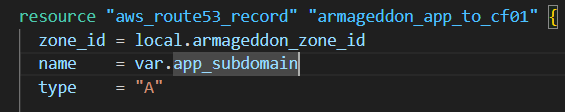 resource "aws_route53_record" "armageddon_app_to_cf01" {
  zone_id = local.armageddon_zone_id
  name    = var.app_subdomain
  type    = "A"